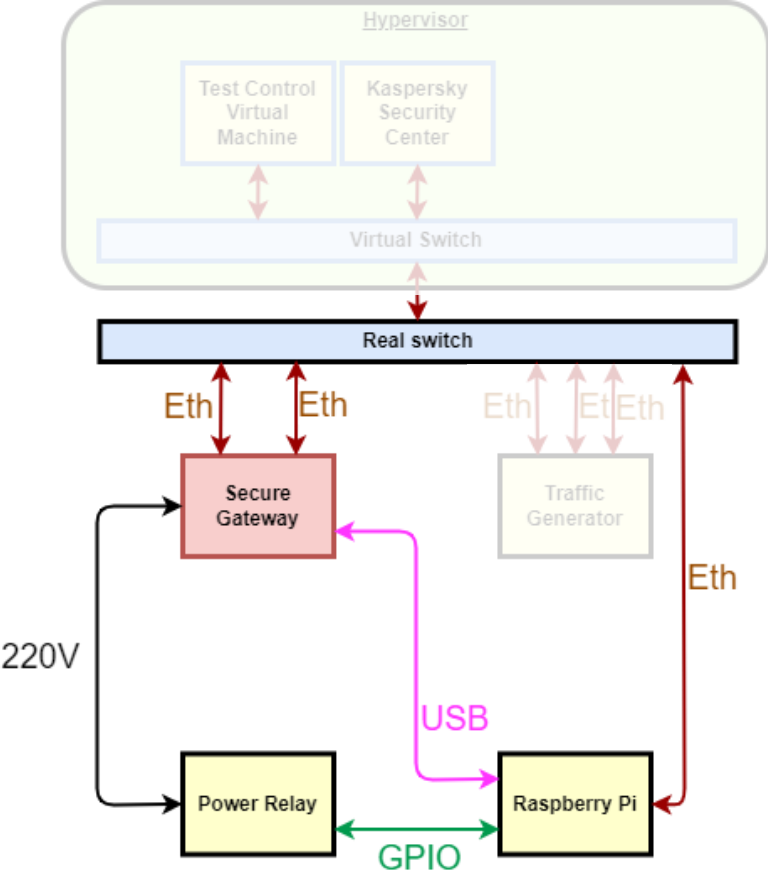 Hypervisor
Test Control
Virtual
Machine
Kaspersky
Security
Center
Virtual Switch
Real switch
Eth
Eth
Eth
Et
Eth
Secure
Gateway
Traffic
Generator
Eth
220V
USB
Power Relay
Raspberry Pi
GPIO